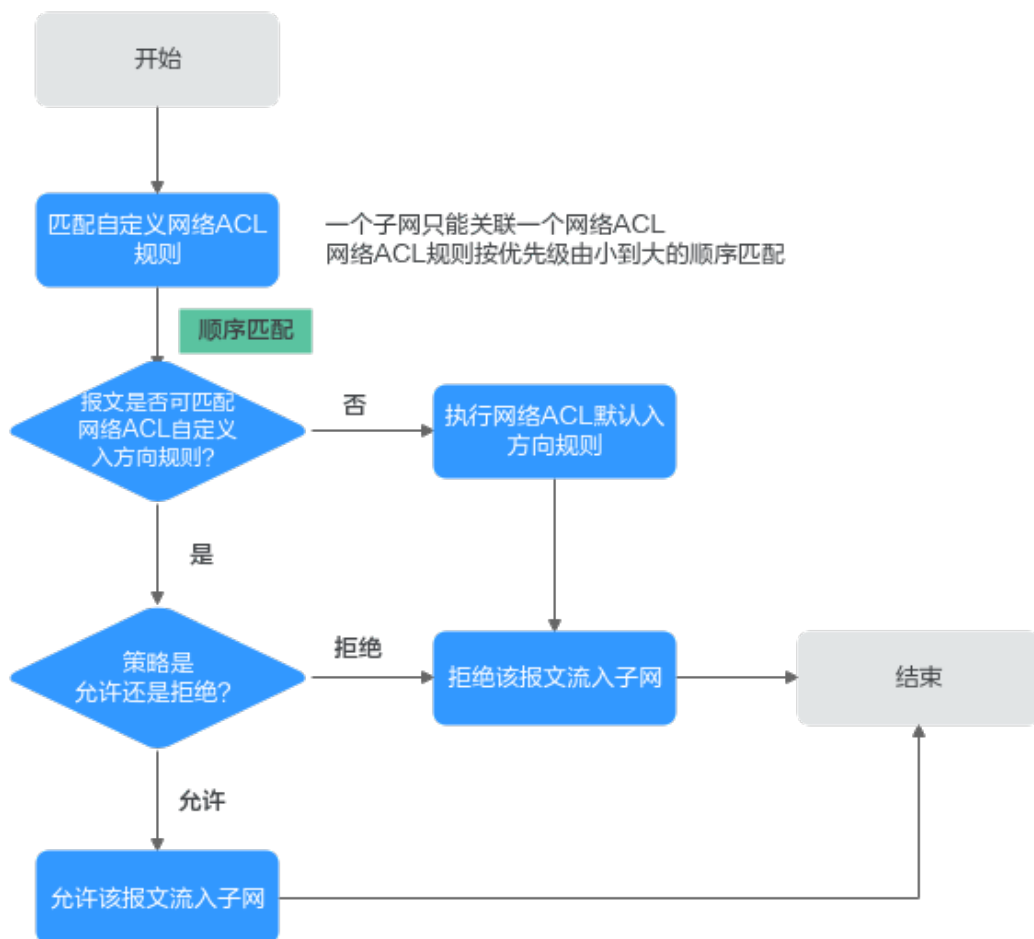 开始
匹配自定义网络ACL
规则
一个子网只能关联一个网络ACL
网络ACL规则按优先级由小到大的顺序匹配
顺序匹配
报文是否可匹配
网络ACL自定义
入方向规则?
否
执行网络ACL默认入
方向规则
是
策略是
允许还是拒绝?
拒绝
拒绝该报文流入子网
结束
允许
允许该报文流入子网